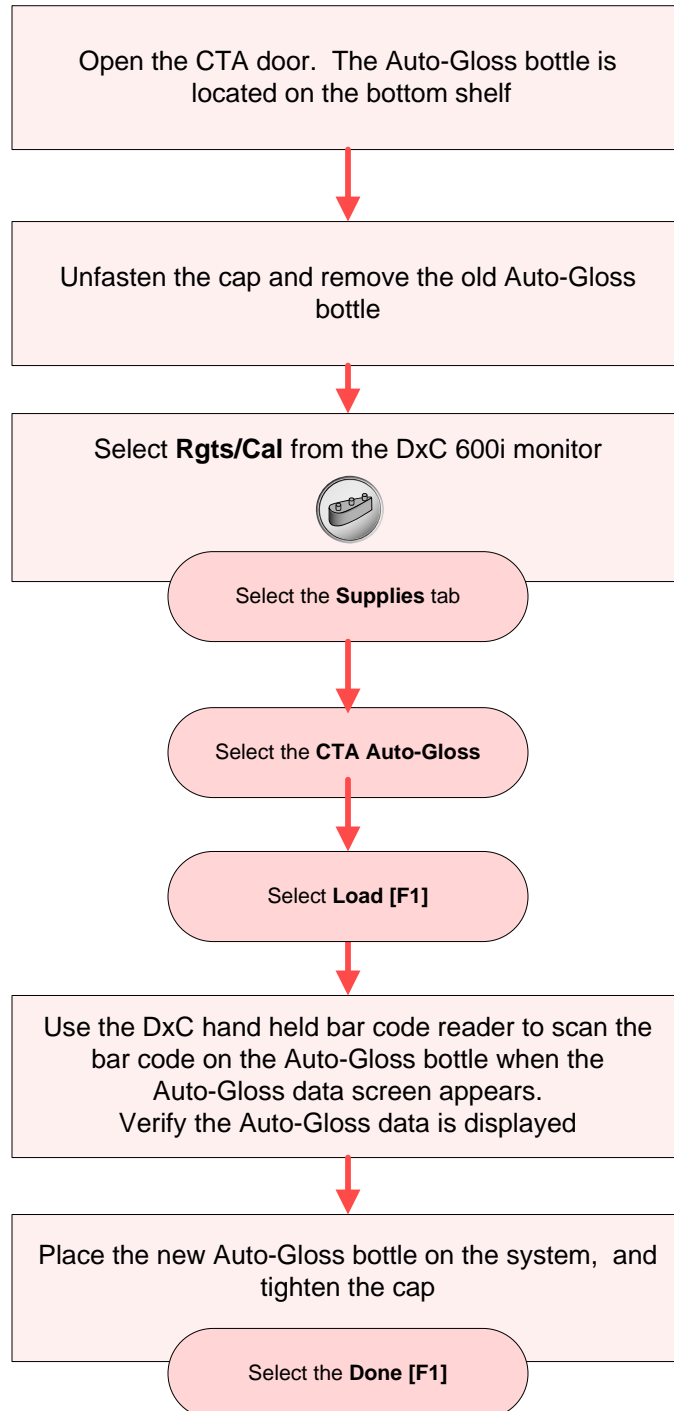 Open the CTA door.  The Auto-Gloss bottle is
located on the bottom shelf
Unfasten the cap and remove the old Auto-Gloss
bottle
Select Rgts/Cal from the DxC 600i monitor
Select the Supplies tab
Select the CTA Auto-Gloss
Select Load [F1]
Use the DxC hand held bar code reader to scan the
bar code on the Auto-Gloss bottle when the
Auto-Gloss data screen appears.
Verify the Auto-Gloss data is displayed
Place the new Auto-Gloss bottle on the system,  and
tighten the cap
Select the Done [F1]